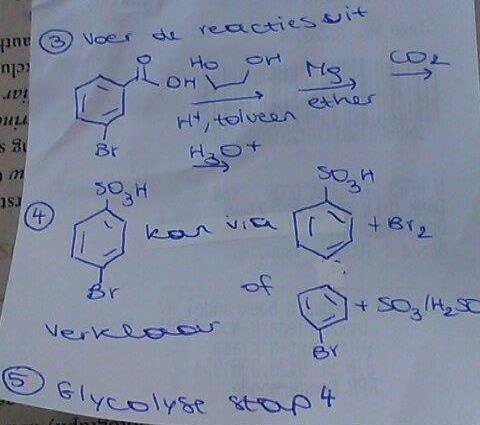 ③ Voer de reacties uit
O OH HO OH Mg CO2
H+, tolueen ether
Br H3O+
SO3H SO3H
④ kan via + Br2
Br of
Verklaar + SO3/H2SO
Br
⑤ Glycolyse stap 4